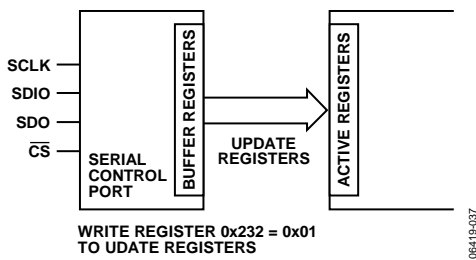 SCLK
SDIO
SDO
CS
SERIAL
CONTROL
PORT
BUFFER REGISTERS
UPDATE
REGISTERS
ACTIVE REGISTERS
WRITE REGISTER 0x232 = 0x01
TO UDATE REGISTERS
06419-037